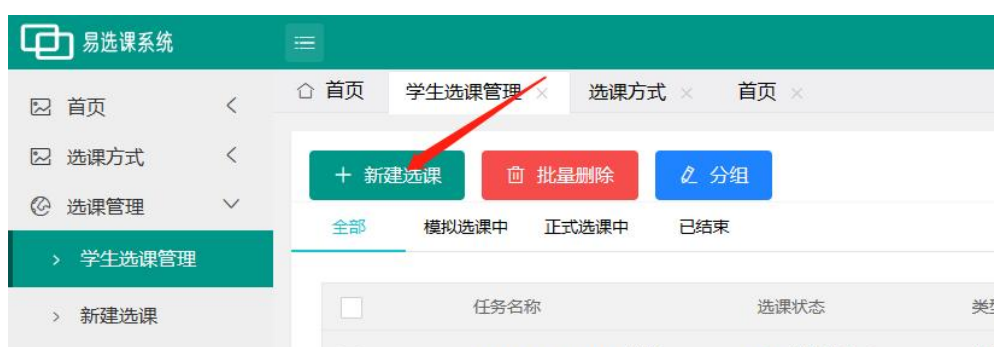 易选课系统
首页 学生选课管理 选课方式 首页
首页
选课方式
选课管理
学生选课管理
新建选课
+ 新建选课 批量删除 分组
全部 模拟选课中 正式选课中 已结束
任务名称 选课状态 类型